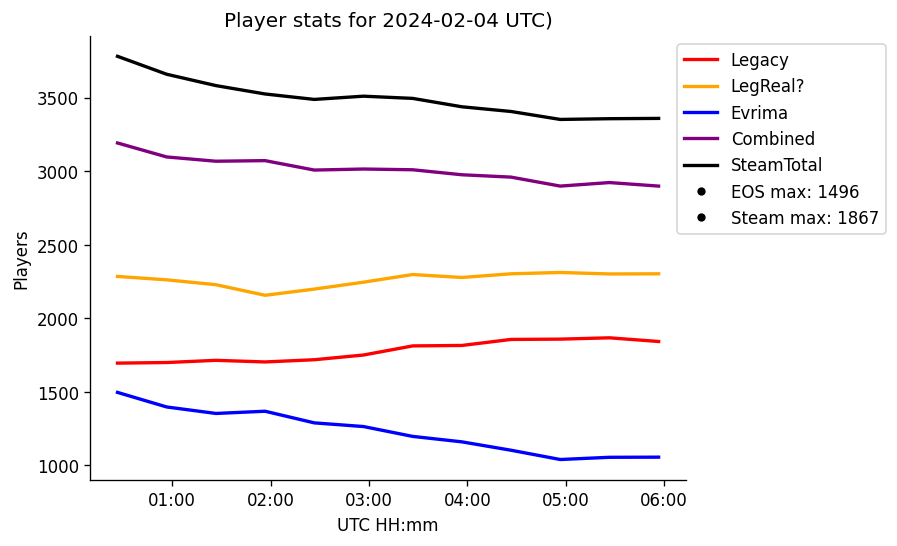 Player stats for 2024-02-04 UTC)
Players
3500
3000
2500
2000
1500
1000
01:00
02:00
03:00
04:00
05:00
06:00
UTC HH:mm
Legacy
LegReal?
Evrima
Combined
SteamTotal
EOS max: 1496
Steam max: 1867